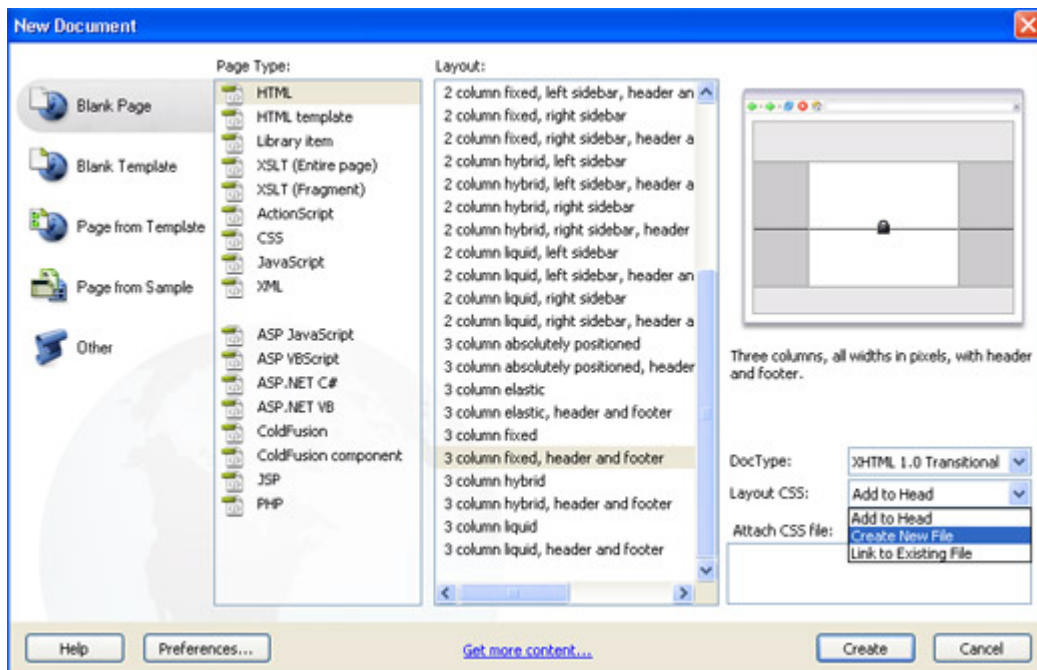 New Document
Page Type:
Layout:
Blank Page
Blank Template
Page from Template
Page from Sample
Other
HTML
HTML template
Library item
XSLT (Entire page)
XSLT (Fragment)
ActionScript
CSS
JavaScript
XML
ASP JavaScript
ASP VBScript
ASP.NET C#
ASP.NET VB
ColdFusion
ColdFusion component
JSP
PHP
2 column fixed, left sidebar, header an
2 column fixed, right sidebar
2 column fixed, right sidebar, header a
2 column hybrid, left sidebar
2 column hybrid, left sidebar, header a
2 column hybrid, right sidebar
2 column hybrid, right sidebar, header
2 column liquid, left sidebar
2 column liquid, left sidebar, header an
2 column liquid, right sidebar
2 column liquid, right sidebar, header a
3 column absolutely positioned
3 column absolutely positioned, header
3 column elastic
3 column elastic, header and footer
3 column fixed
3 column fixed, header and footer
3 column hybrid
3 column hybrid, header and footer
3 column liquid
3 column liquid, header and footer
Three columns, all widths in pixels, with header
and footer.
DocType: XHTML 1.0 Transitional
Layout CSS: Add to Head
Add to Head
Attach CSS file: Create New File
Link to Existing File
Help
Preferences...
Get more content...
Create
Cancel